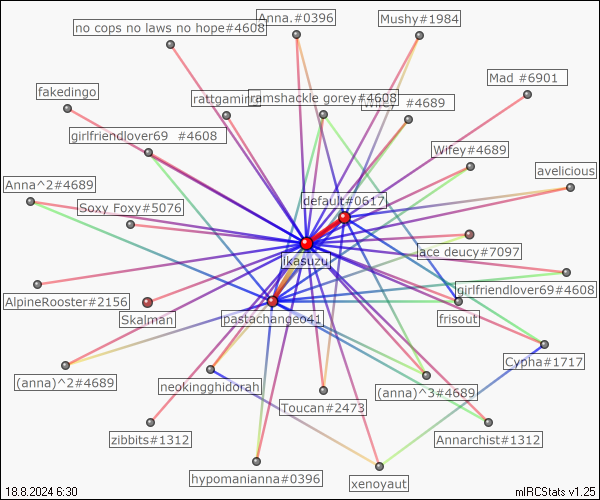 no cops no laws no hope#4608
Anna.#0396
Mushy#1984
Mad #6901
fakedingo
ramshackle gorey#4608
#4689
girlfriendlover69 #4608
Wifey#4689
avelicious
Anna^2#4689
default#0617
Soxy Foxy#5076
ace deucy#7097
ikasuzu
girlfriendlover69#4608
AlpineRooster#2156
Skalman
pastachangeo41
frisout
Cypha#1717
(anna)^2#4689
neokingghidorah
(anna)^3#4689
Toucan#2473
zibbits#1312
Annarchist#1312
hypomanianna#0396
xenoyaut
18.8.2024 6:30
mIRCStats v1.25